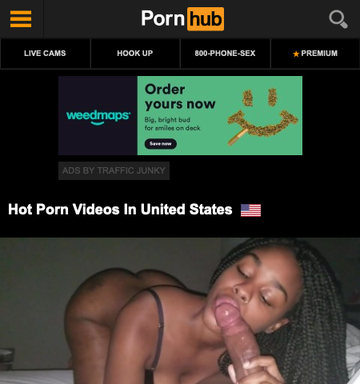 Porn hub
LIVE CAMS
HOOK UP
800-PHONE-SEX
PREMIUM
weedmaps
Order
yours now
Big, bright bud
for smiles on deck
Save now
ADS BY TRAFFIC JUNKY
Hot Porn Videos In United States